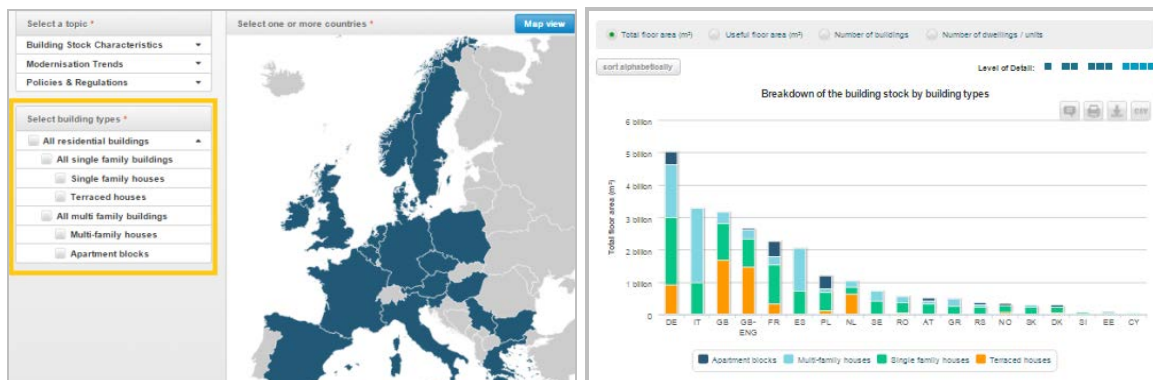 Select a topic *
Building Stock Characteristics
Modernisation Trends
Policies & Regulations
Select building types *
All residential buildings
All single family buildings
Single family houses
Terraced houses
All multi family buildings
Multi-family houses
Apartment blocks
Select one or more countries *
Map view
Total floor area (m²) Useful floor area (m²) Number of buildings Number of dwellings / units
sort alphabetically
Level of Detail:
Breakdown of the building stock by building types
CSV
Total floor area (m²)
6 billion
5 billion
4 billion
3 billion
2 billion
1 billion
0
DE IT GB GB-ENG FR ES PL NL SE RO AT GR RS NO SK DK SI EE CY
Apartment blocks Multi-family houses Single family houses Terraced houses